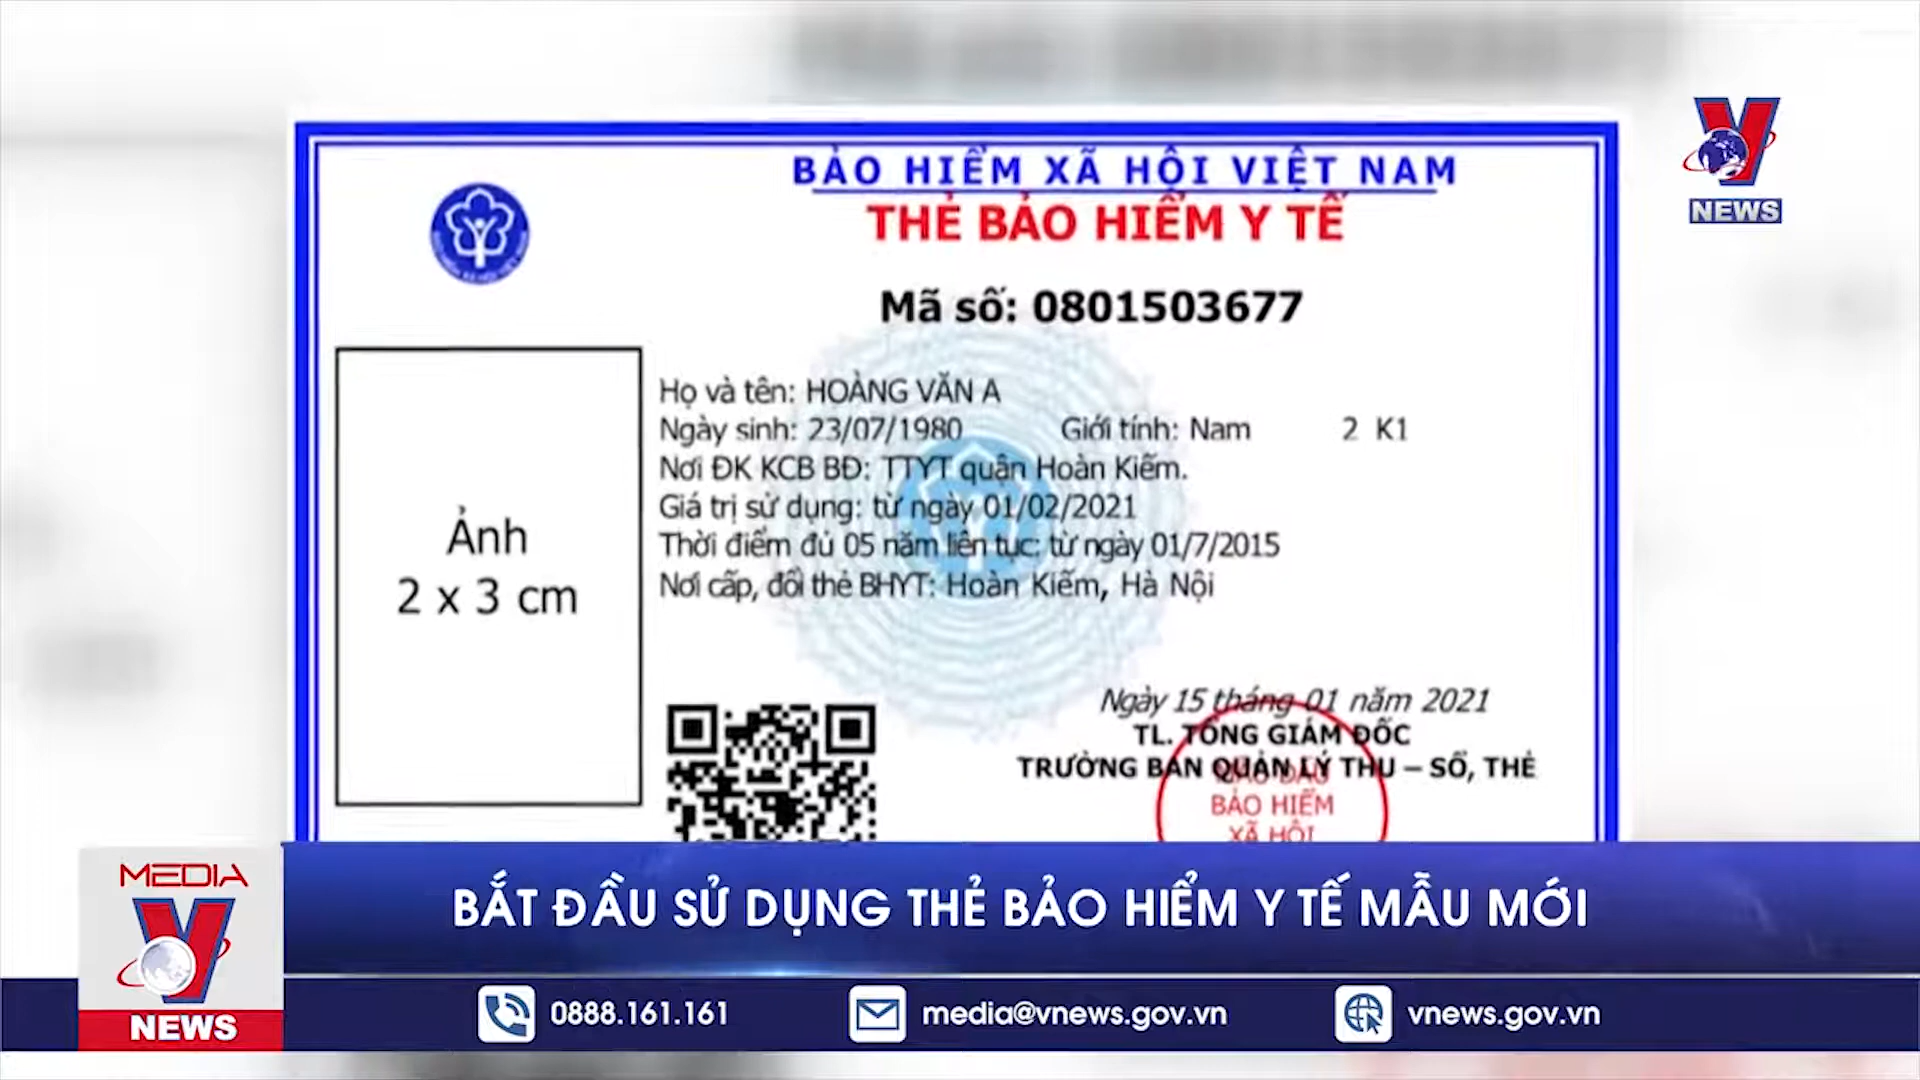 BẢO HIỂM XÃ HỘI VIỆT NAM
THẺ BẢO HIỂM Y TẾ
V NEWS
Mã số: 0801503677
Họ và tên: HOÀNG VĂN A
Ngày sinh: 23/07/1980 Giới tính: Nam 2 K1
Nơi ĐK KCB BĐ: TTYT quận Hoàn Kiếm.
Giá trị sử dụng: từ ngày 01/02/2021
Thời điểm đủ 05 năm liên tục: từ ngày 01/7/2015
Nơi cấp, đổi thẻ BHYT: Hoàn Kiếm, Hà Nội
Ảnh
2 x 3 cm
Ngày 15 tháng 01 năm 2021
TL. TỔNG GIÁM ĐỐC
TRƯỞNG BAN QUẢN LÝ THU – SỔ, THẺ
BẢO HIỂM
XÃ HỘI
MEDIA
V NEWS
BẮT ĐẦU SỬ DỤNG THẺ BẢO HIỂM Y TẾ MẪU MỚI
0888.161.161 media@vnews.gov.vn vnews.gov.vn